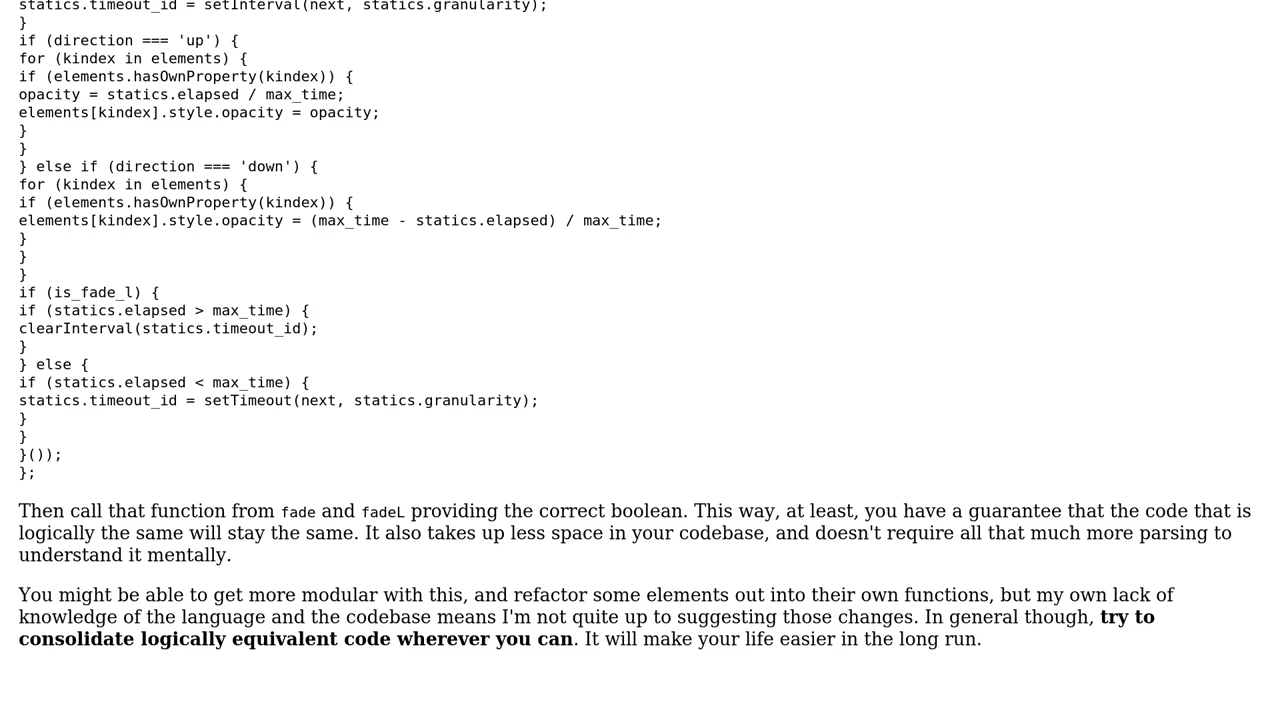 statics.timeout_id = setInterval(next, statics.granularity);
}
if (direction === 'up') {
for (kindex in elements) {
if (elements.hasOwnProperty(kindex)) {
opacity = statics.elapsed / max_time;
elements[kindex].style.opacity = opacity;
}
}
} else if (direction === 'down') {
for (kindex in elements) {
if (elements.hasOwnProperty(kindex)) {
elements[kindex].style.opacity = (max_time - statics.elapsed) / max_time;
}
}
}
if (is_fade_l) {
if (statics.elapsed > max_time) {
clearInterval(statics.timeout_id);
}
} else {
if (statics.elapsed < max_time) {
statics.timeout_id = setTimeout(next, statics.granularity);
}
}
}());
};
Then call that function from fade and fadeL providing the correct boolean. This way, at least, you have a guarantee that the code that is
logically the same will stay the same. It also takes up less space in your codebase, and doesn't require all that much more parsing to
understand it mentally.
You might be able to get more modular with this, and refactor some elements out into their own functions, but my own lack of
knowledge of the language and the codebase means I'm not quite up to suggesting those changes. In general though, try to
consolidate logically equivalent code wherever you can. It will make your life easier in the long run.